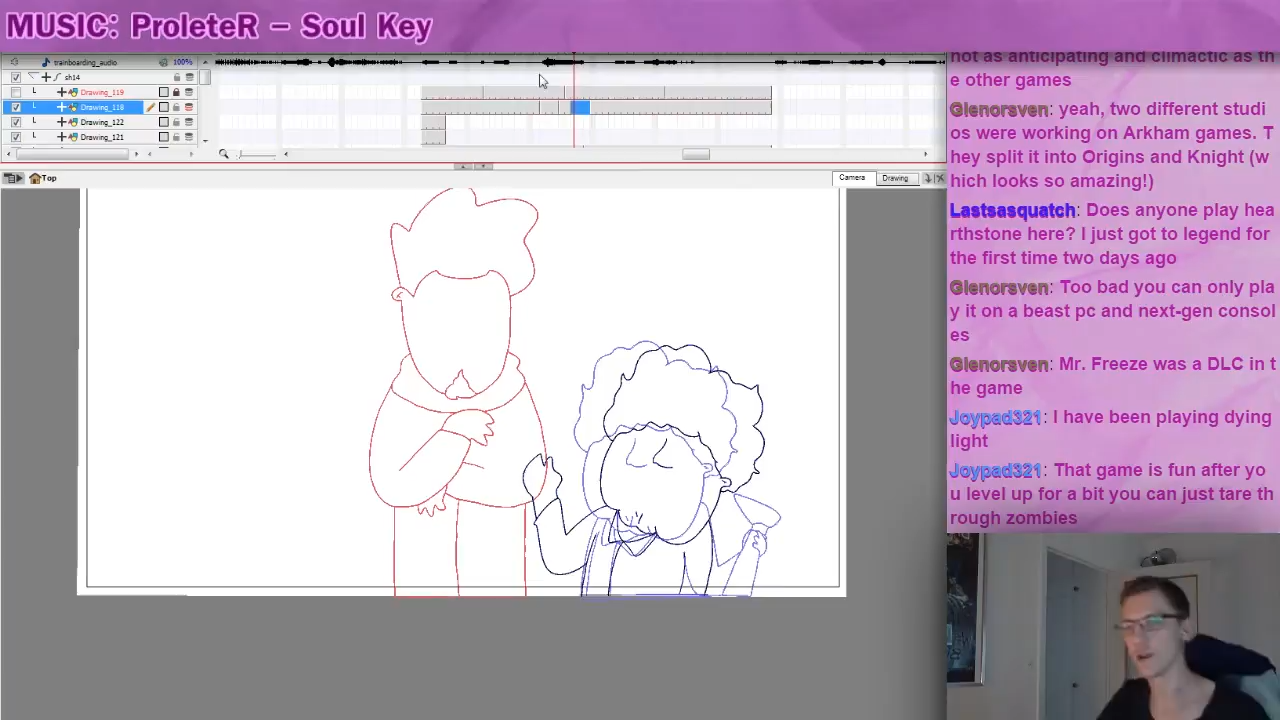 MUSIC: ProleteR – Soul Key
trainboarding_audio
100%
sh14
Drawing_119
Drawing_118
Drawing_122
Drawing_121
Top
Camera
Drawing
not as anticipating and climactic as th
e other games
Glenorsven: yeah, two different studi
os were working on Arkham games. T
hey split it into Origins and Knight (w
hich looks so amazing!)
Lastsasquatch: Does anyone play hea
rthstone here? I just got to legend for
the first time two days ago
Glenorsven: Too bad you can only pla
y it on a beast pc and next-gen consol
es
Glenorsven: Mr. Freeze was a DLC in t
he game
Joypad321: I have been playing dying
light
Joypad321: That game is fun after yo
u level up for a bit you can just tare th
rough zombies